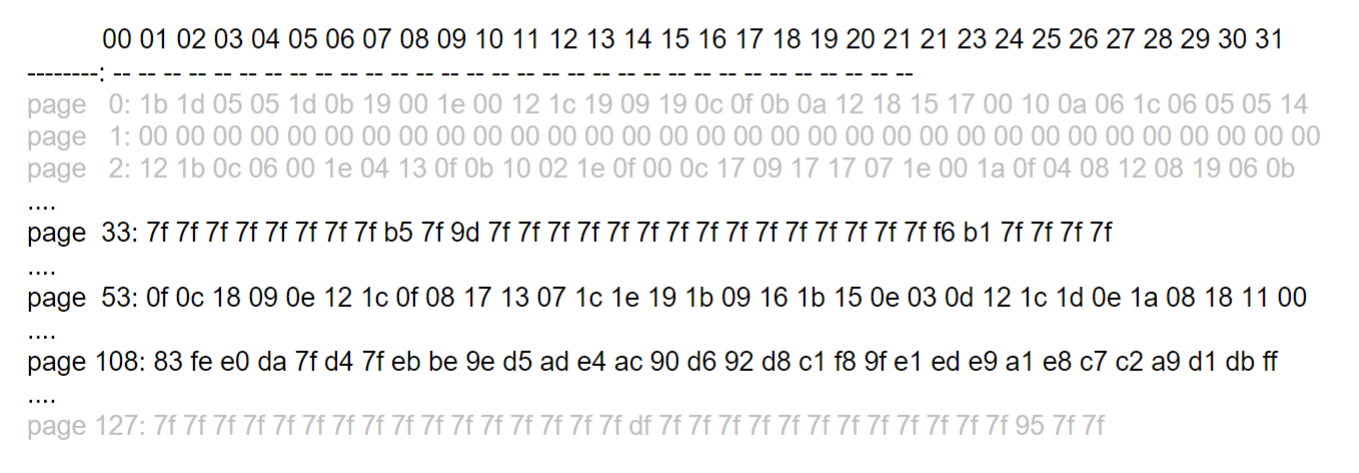 00 01 02 03 04 05 06 07 08 09 10 11 12 13 14 15 16 17 18 19 20 21 21 23 24 25 26 27 28 29 30 31
--------: -- -- -- -- -- -- -- -- -- -- -- -- -- -- -- -- -- -- -- -- -- -- -- -- -- -- -- -- -- -- -- --
page 0: 1b 1d 05 05 1d 0b 19 00 1e 00 12 1c 19 09 19 0c 0f 0b 0a 12 18 15 17 00 10 0a 06 1c 06 05 05 14
page 1: 00 00 00 00 00 00 00 00 00 00 00 00 00 00 00 00 00 00 00 00 00 00 00 00 00 00 00 00 00 00 00 00
page 2: 12 1b 0c 06 00 1e 04 13 0f 0b 10 02 1e 0f 00 0c 17 09 17 17 07 1e 00 1a 0f 04 08 12 08 19 06 0b
....
page 33: 7f 7f 7f 7f 7f 7f 7f 7f b5 7f 9d 7f 7f 7f 7f 7f 7f 7f 7f 7f 7f 7f 7f 7f 7f 7f f6 b1 7f 7f 7f 7f
....
page 53: 0f 0c 18 09 0e 12 1c 0f 08 17 13 07 1c 1e 19 1b 09 16 1b 15 0e 03 0d 12 1c 1d 0e 1a 08 18 11 00
....
page 108: 83 fe e0 da 7f d4 7f eb be 9e d5 ad e4 ac 90 d6 92 d8 c1 f8 9f e1 ed e9 a1 e8 c7 c2 a9 d1 db ff
....
page 127: 7f 7f 7f 7f 7f 7f 7f 7f 7f 7f 7f 7f 7f 7f 7f 7f df 7f 7f 7f 7f 7f 7f 7f 7f 7f 7f 7f 7f 95 7f 7f